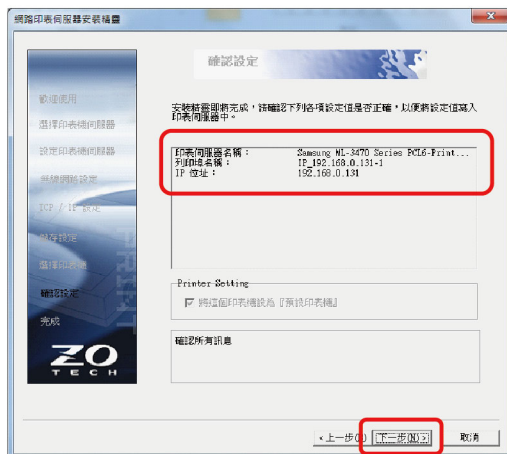 網路印表伺服器安裝精靈
確認設定
歡迎使用
選擇印表機伺服器
設定印表機伺服器
無線網路設定
TCP / IP 設定
儲存設定
選擇印表機
確認設定
完成
ZO
TECH
安裝精靈即將完成，請確認下列各項設定值是否正確，以便將設定值寫入
印表伺服器中。
印表伺服器名稱： Samsung ML-3470 Series PCL6-Print...
列印埠名稱： IP_192.168.0.131-1
IP 位址： 192.168.0.131
Printer Setting
將這個印表機設為『預設印表機』
確認所有訊息
<上一步 下一步(N)> 取消